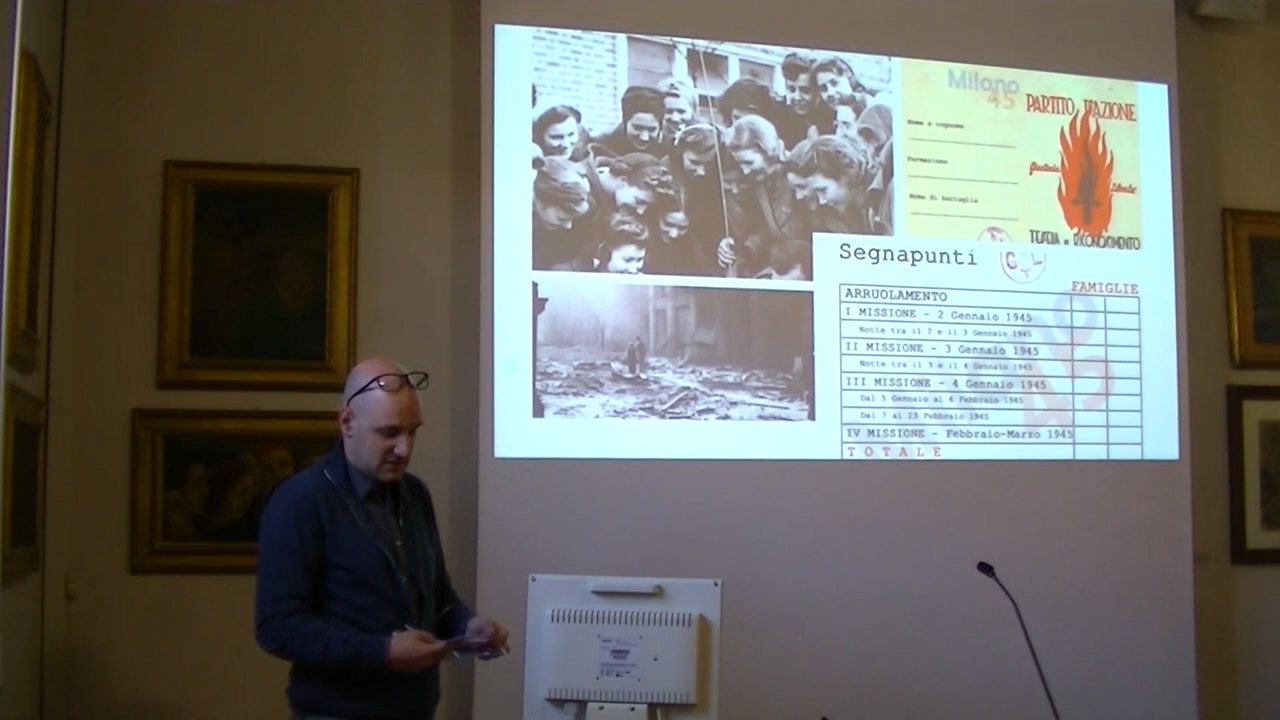 Milano
45
PARTITO D'AZIONE
Nome e cognome
Formazione
Giustizia
Libertà
Nome di battaglia
TESSERA DI RICONOSCIMENTO
Segnapunti
FAMIGLIE
ARRUOLAMENTO
I MISSIONE - 2 Gennaio 1945
Notte tra il 2 e il 3 Gennaio 1945
II MISSIONE - 3 Gennaio 1945
Notte tra il 3 e il 4 Gennaio 1945
III MISSIONE - 4 Gennaio 1945
Dal 5 Gennaio al 6 Febbraio 1945
Dal 7 al 23 Febbraio 1945
IV MISSIONE - Febbraio-Marzo 1945
TOTALE